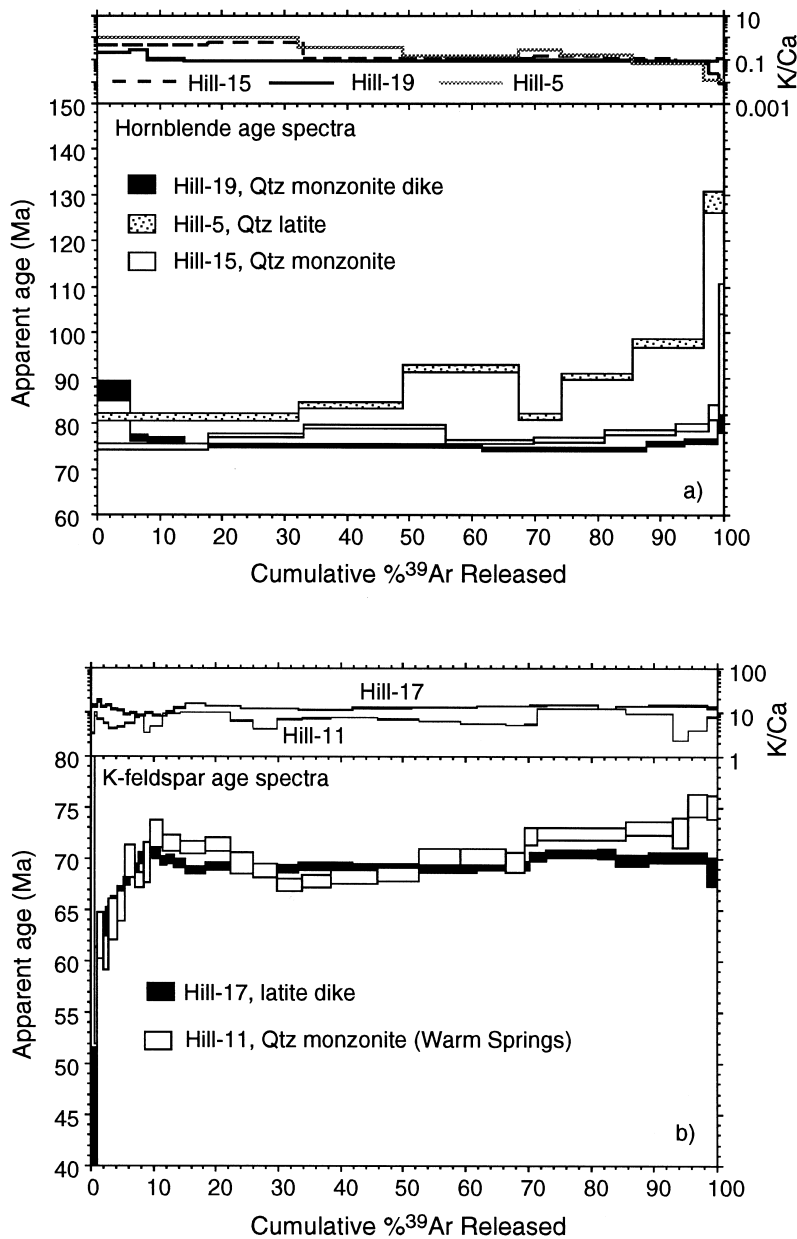 10
0.1
0.001
K/Ca
Hill-15
Hill-19
Hill-5
150
140
130
120
110
100
90
80
70
60
Apparent age (Ma)
Hornblende age spectra
Hill-19, Qtz monzonite dike
Hill-5, Qtz latite
Hill-15, Qtz monzonite
a)
0 10 20 30 40 50 60 70 80 90 100
Cumulative %³⁹Ar Released
100
10
1
K/Ca
Hill-17
Hill-11
80
75
70
65
60
55
50
45
40
Apparent age (Ma)
K-feldspar age spectra
Hill-17, latite dike
Hill-11, Qtz monzonite (Warm Springs)
b)
0 10 20 30 40 50 60 70 80 90 100
Cumulative %³⁹Ar Released